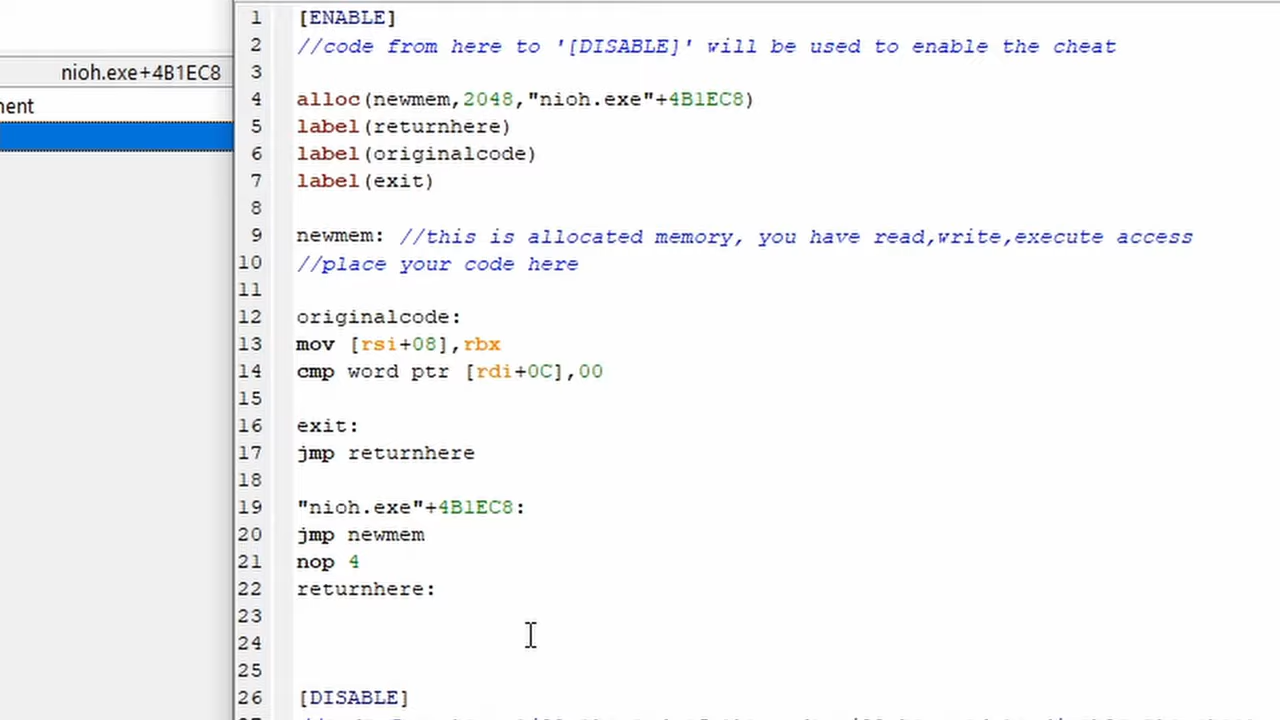 nioh.exe+4B1EC8
ment
1 [ENABLE]
2 //code from here to '[DISABLE]' will be used to enable the cheat
3
4 alloc(newmem,2048,"nioh.exe"+4B1EC8)
5 label(returnhere)
6 label(originalcode)
7 label(exit)
8
9 newmem: //this is allocated memory, you have read,write,execute access
10 //place your code here
11
12 originalcode:
13 mov [rsi+08],rbx
14 cmp word ptr [rdi+0C],00
15
16 exit:
17 jmp returnhere
18
19 "nioh.exe"+4B1EC8:
20 jmp newmem
21 nop 4
22 returnhere:
23
24
25
26 [DISABLE]